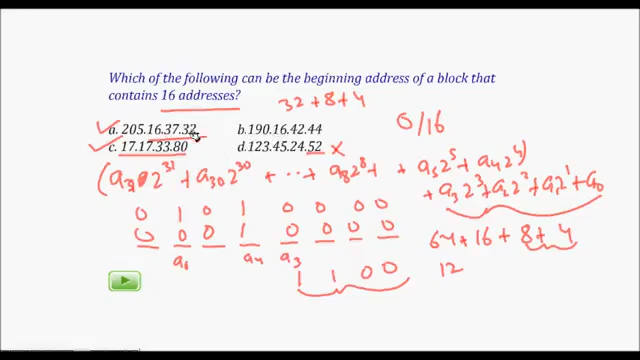 Which of the following can be the beginning address of a block that
contains 16 addresses?
32 + 8 + 4
a. 205.16.37.32 b.190.16.42.44
0/16
c. 17.17.33.80 d.123.45.24.52 x
(a31 2^31 + a30 2^30 + ... + a8 2^8 + + a5 2^5 + a4 2^4)
+ a3 2^3 + a2 2^2 + a1 2^1 + a0
0 1 0 1 0 0 0 0
0 0 0 1 0 0 0 0
64 + 16 + 8 + 4
a6 a4 a3
1 1 0 0 12